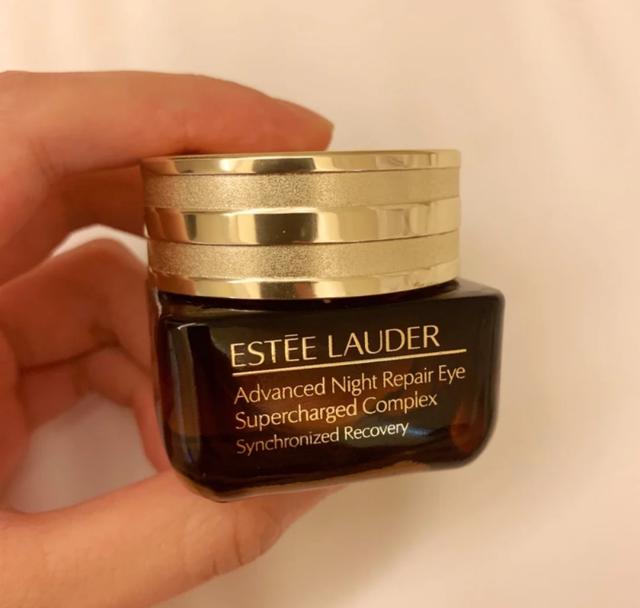 ESTĒE LAUDER
Advanced Night Repair Eye
Supercharged Complex
Synchronized Recovery